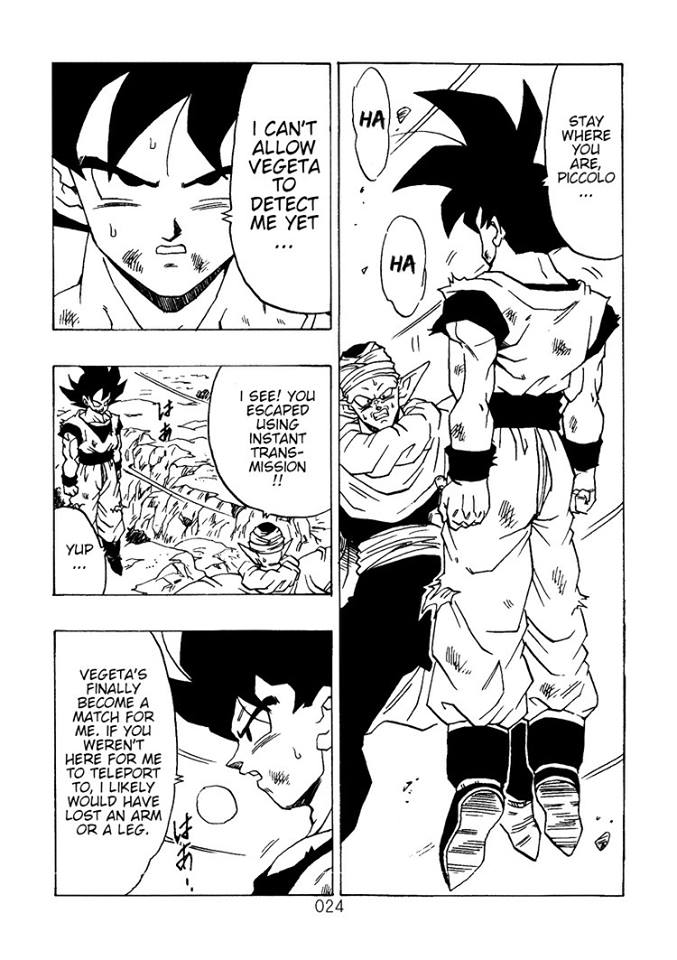 STAY
WHERE
YOU
ARE,
PICCOLO
...
HA
HA
I CAN'T
ALLOW
VEGETA
TO
DETECT
ME YET
...
I SEE! YOU
ESCAPED
USING
INSTANT
TRANS-
MISSION
!!
はあ
YUP
...
はあ…
VEGETA'S
FINALLY
BECOME A
MATCH FOR
ME. IF YOU
WEREN'T
HERE FOR ME
TO TELEPORT
TO, I LIKELY
WOULD HAVE
LOST AN ARM
OR A LEG.
024